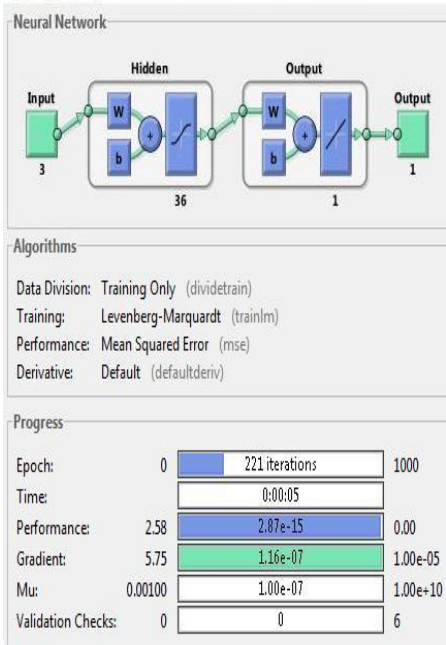 Neural Network
Hidden Output
Input W b + W b + Output
3 36 1 1
Algorithms
Data Division: Training Only (dividetrain)
Training: Levenberg-Marquardt (trainlm)
Performance: Mean Squared Error (mse)
Derivative: Default (defaultderiv)
Progress
Epoch: 0 221 iterations 1000
Time: 0:00:05
Performance: 2.58 2.87e-15 0.00
Gradient: 5.75 1.16e-07 1.00e-05
Mu: 0.00100 1.00e-07 1.00e+10
Validation Checks: 0 0 6